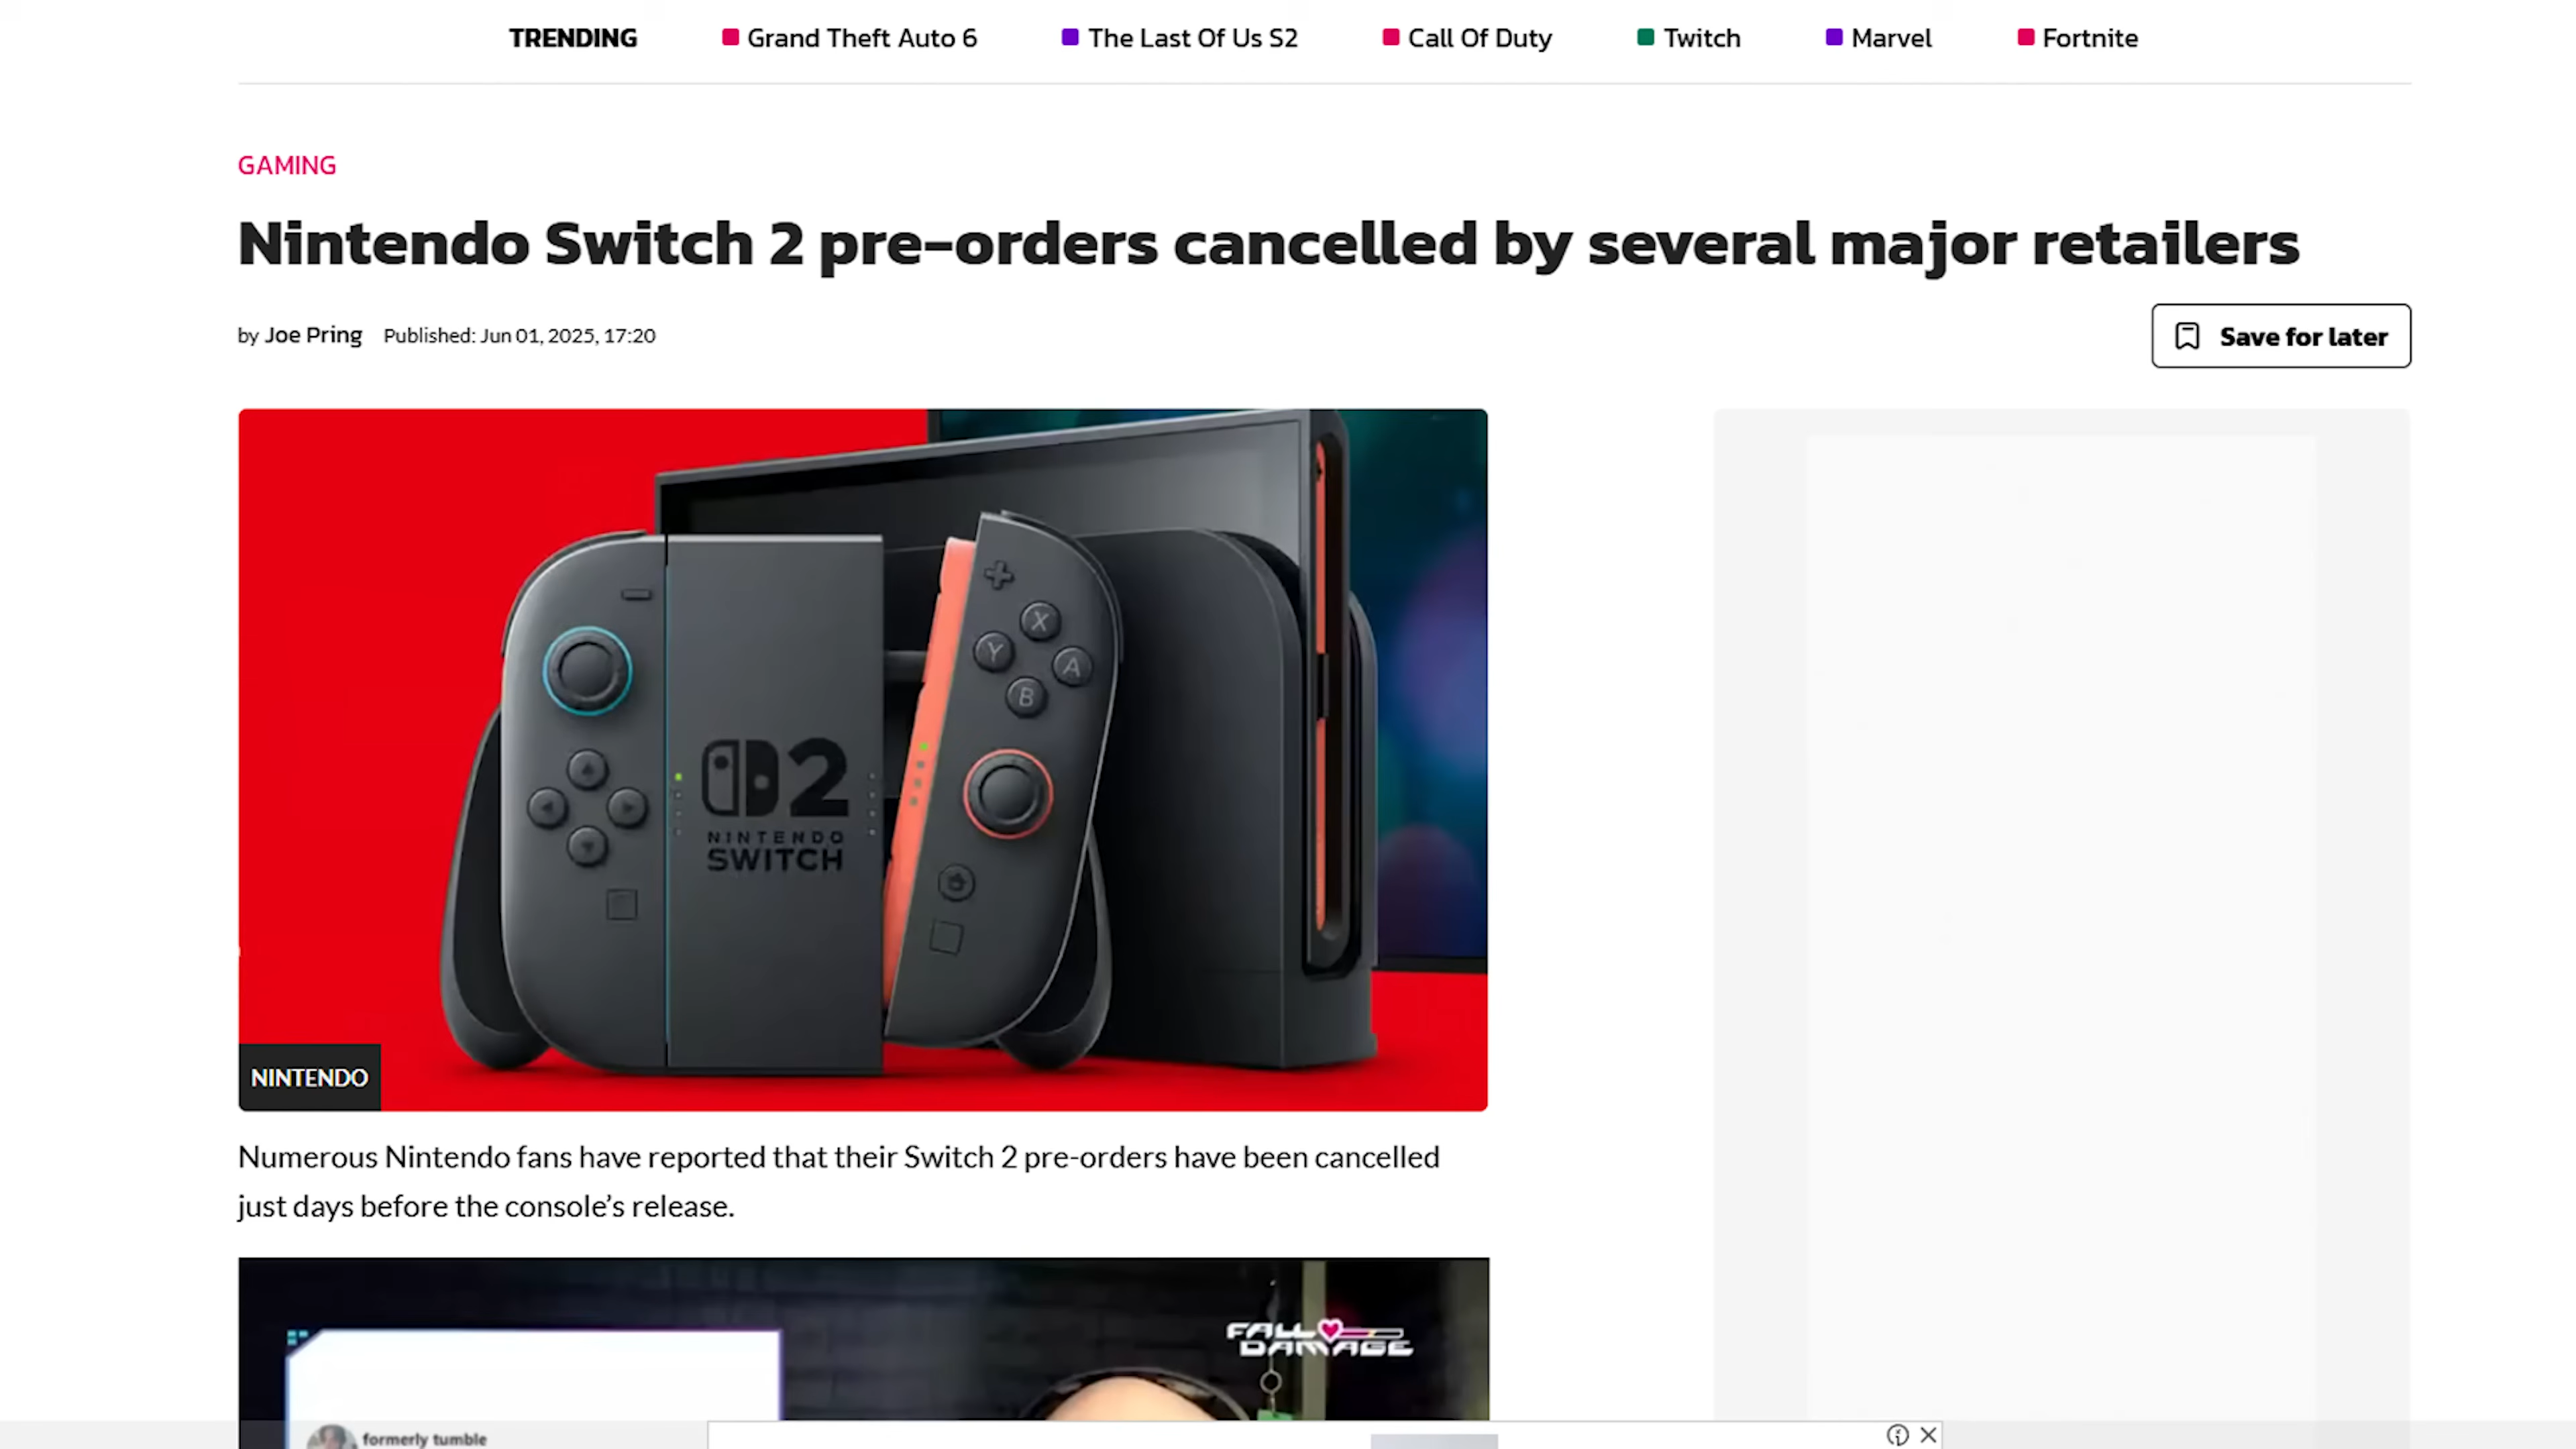 TRENDING Grand Theft Auto 6 The Last Of Us S2 Call Of Duty Twitch Marvel Fortnite
GAMING
Nintendo Switch 2 pre-orders cancelled by several major retailers
by Joe Pring Published: Jun 01, 2025, 17:20
Save for later
X
Y
A
B
2
NINTENDO
SWITCH
NINTENDO
Numerous Nintendo fans have reported that their Switch 2 pre-orders have been cancelled
just days before the console’s release.
FALL
DAMAGE
formerly tumble